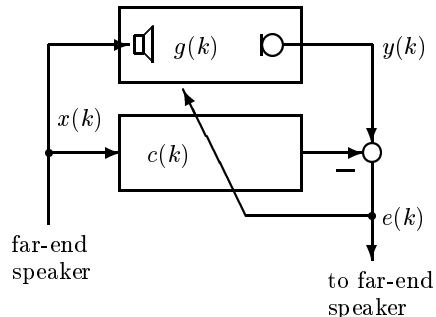 g(k)
y(k)
x(k)
c(k)
e(k)
far-end
speaker
to far-end
speaker